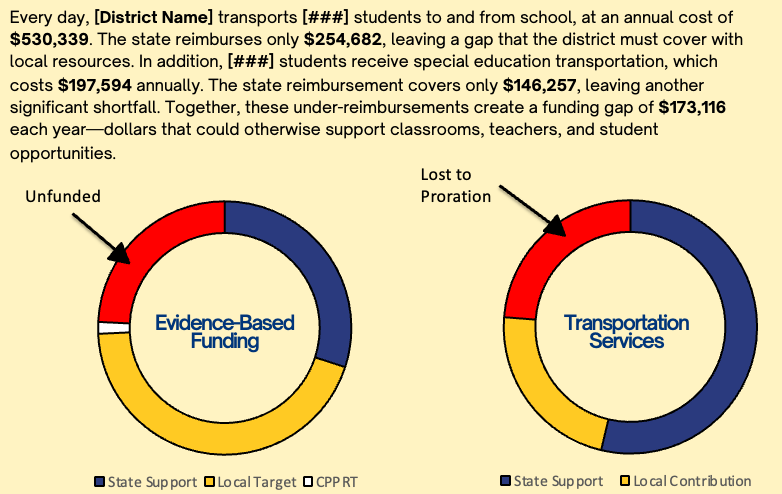 Every day, [District Name] transports [###] students to and from school, at an annual cost of
$530,339. The state reimburses only $254,682, leaving a gap that the district must cover with
local resources. In addition, [###] students receive special education transportation, which
costs $197,594 annually. The state reimbursement covers only $146,257, leaving another
significant shortfall. Together, these under-reimbursements create a funding gap of $173,116
each year—dollars that could otherwise support classrooms, teachers, and student
opportunities.
Unfunded
Lost to
Proration
Evidence-Based
Funding
Transportation
Services
State Support Local Target CPPRT
State Support Local Contribution